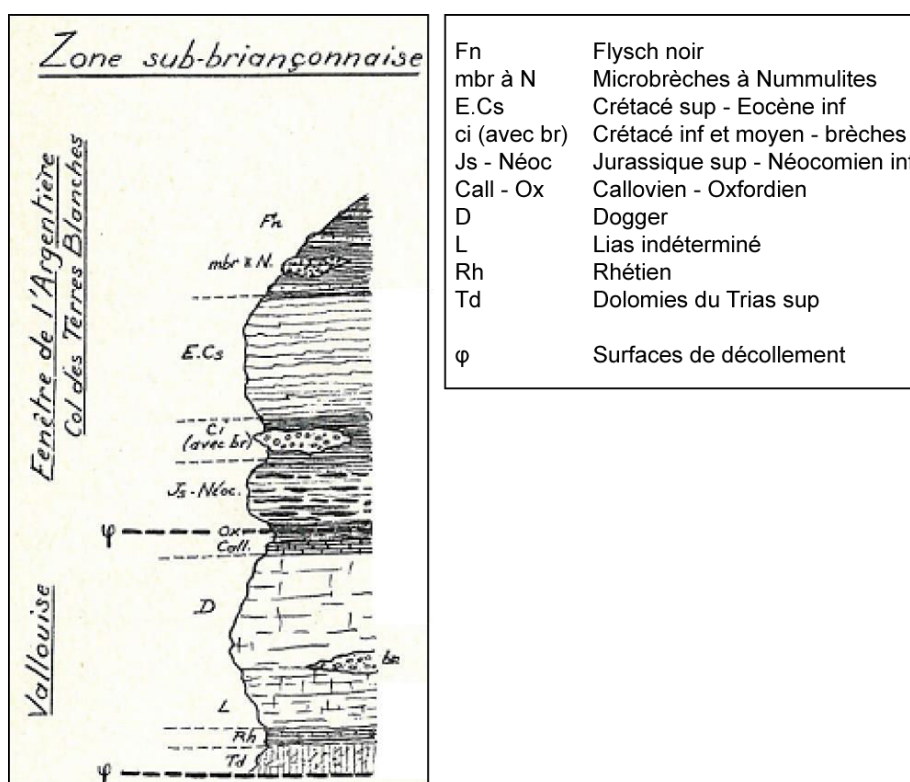 Zone sub-briançonnaise
Fenêtre de l'Argentière
Col des Terres Blanches
Vallouise
Fn
mbr à N.
E.Cs
Ci
(avec br)
Js - Néoc.
φ
Ox
Call.
D
br
L
Rh
Td
φ
Fn Flysch noir
mbr à N Microbrèches à Nummulites
E.Cs Crétacé sup - Eocène inf
ci (avec br) Crétacé inf et moyen - brèches
Js - Néoc Jurassique sup - Néocomien inf
Call - Ox Callovien - Oxfordien
D Dogger
L Lias indéterminé
Rh Rhétien
Td Dolomies du Trias sup
φ Surfaces de décollement